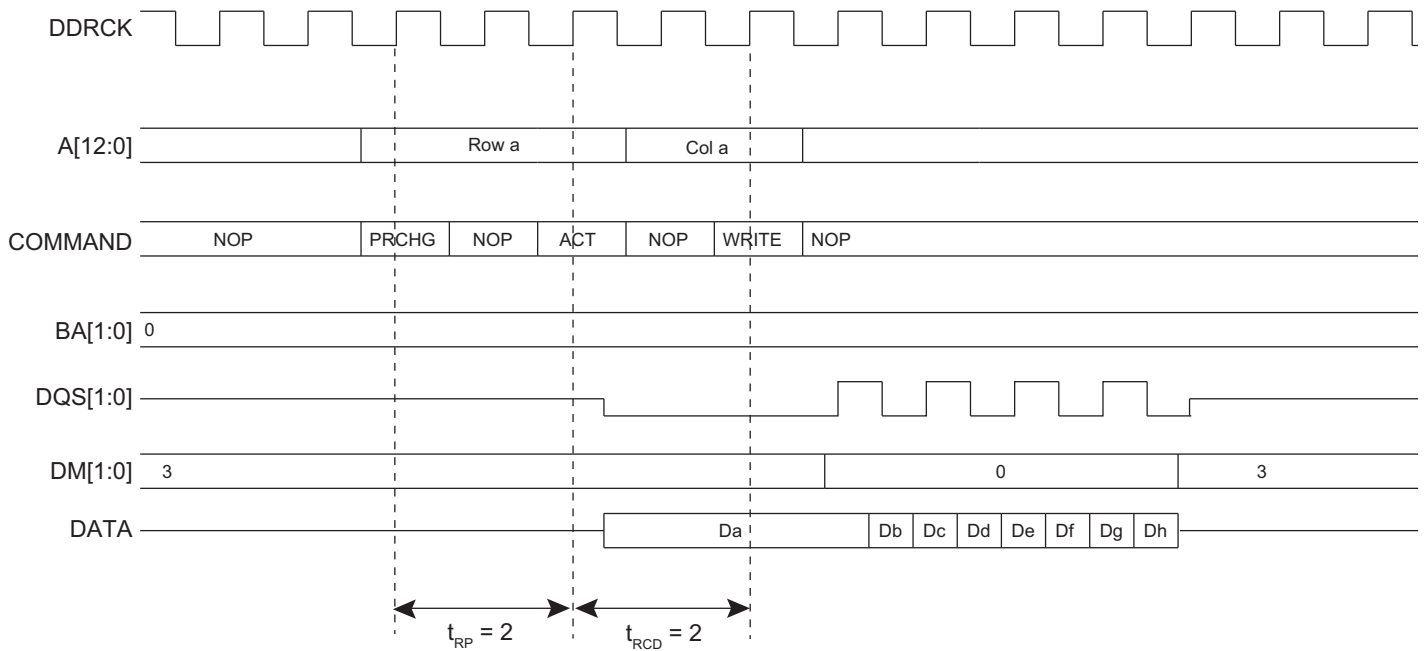 DDRCK
A[12:0] Row a Col a
COMMAND NOP PRCHG NOP ACT NOP WRITE NOP
BA[1:0] 0
DQS[1:0]
DM[1:0] 3 0 3
DATA Da Db Dc Dd De Df Dg Dh
tRP = 2 tRCD = 2